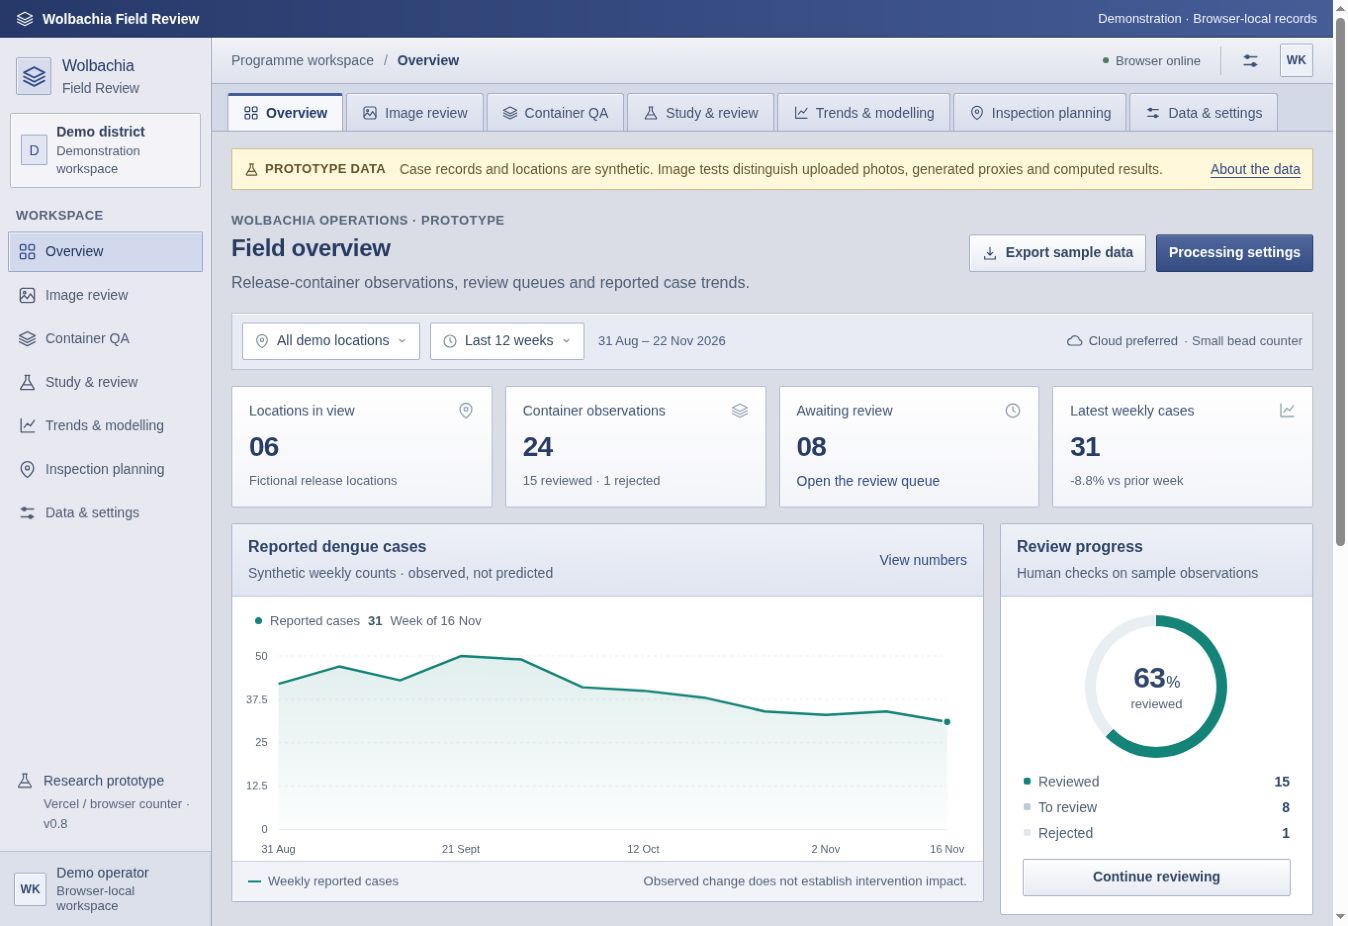 Wolbachia Field Review
Demonstration · Browser-local records
Wolbachia
Field Review
D
Demo district
Demonstration
workspace
WORKSPACE
Overview
Image review
Container QA
Study & review
Trends & modelling
Inspection planning
Data & settings
Research prototype
Vercel / browser counter ·
v0.8
WK
Demo operator
Browser-local
workspace
Programme workspace / Overview
Browser online
WK
Overview
Image review
Container QA
Study & review
Trends & modelling
Inspection planning
Data & settings
PROTOTYPE DATA Case records and locations are synthetic. Image tests distinguish uploaded photos, generated proxies and computed results. About the data
WOLBACHIA OPERATIONS · PROTOTYPE
Field overview
Release-container observations, review queues and reported case trends.
Export sample data
Processing settings
All demo locations
Last 12 weeks
31 Aug – 22 Nov 2026
Cloud preferred · Small bead counter
Locations in view
06
Fictional release locations
Container observations
24
15 reviewed · 1 rejected
Awaiting review
08
Open the review queue
Latest weekly cases
31
-8.8% vs prior week
Reported dengue cases
Synthetic weekly counts · observed, not predicted
View numbers
Reported cases 31 Week of 16 Nov
50
37.5
25
12.5
0
31 Aug 21 Sept 12 Oct 2 Nov 16 Nov
Weekly reported cases
Observed change does not establish intervention impact.
Review progress
Human checks on sample observations
63%
reviewed
Reviewed 15
To review 8
Rejected 1
Continue reviewing